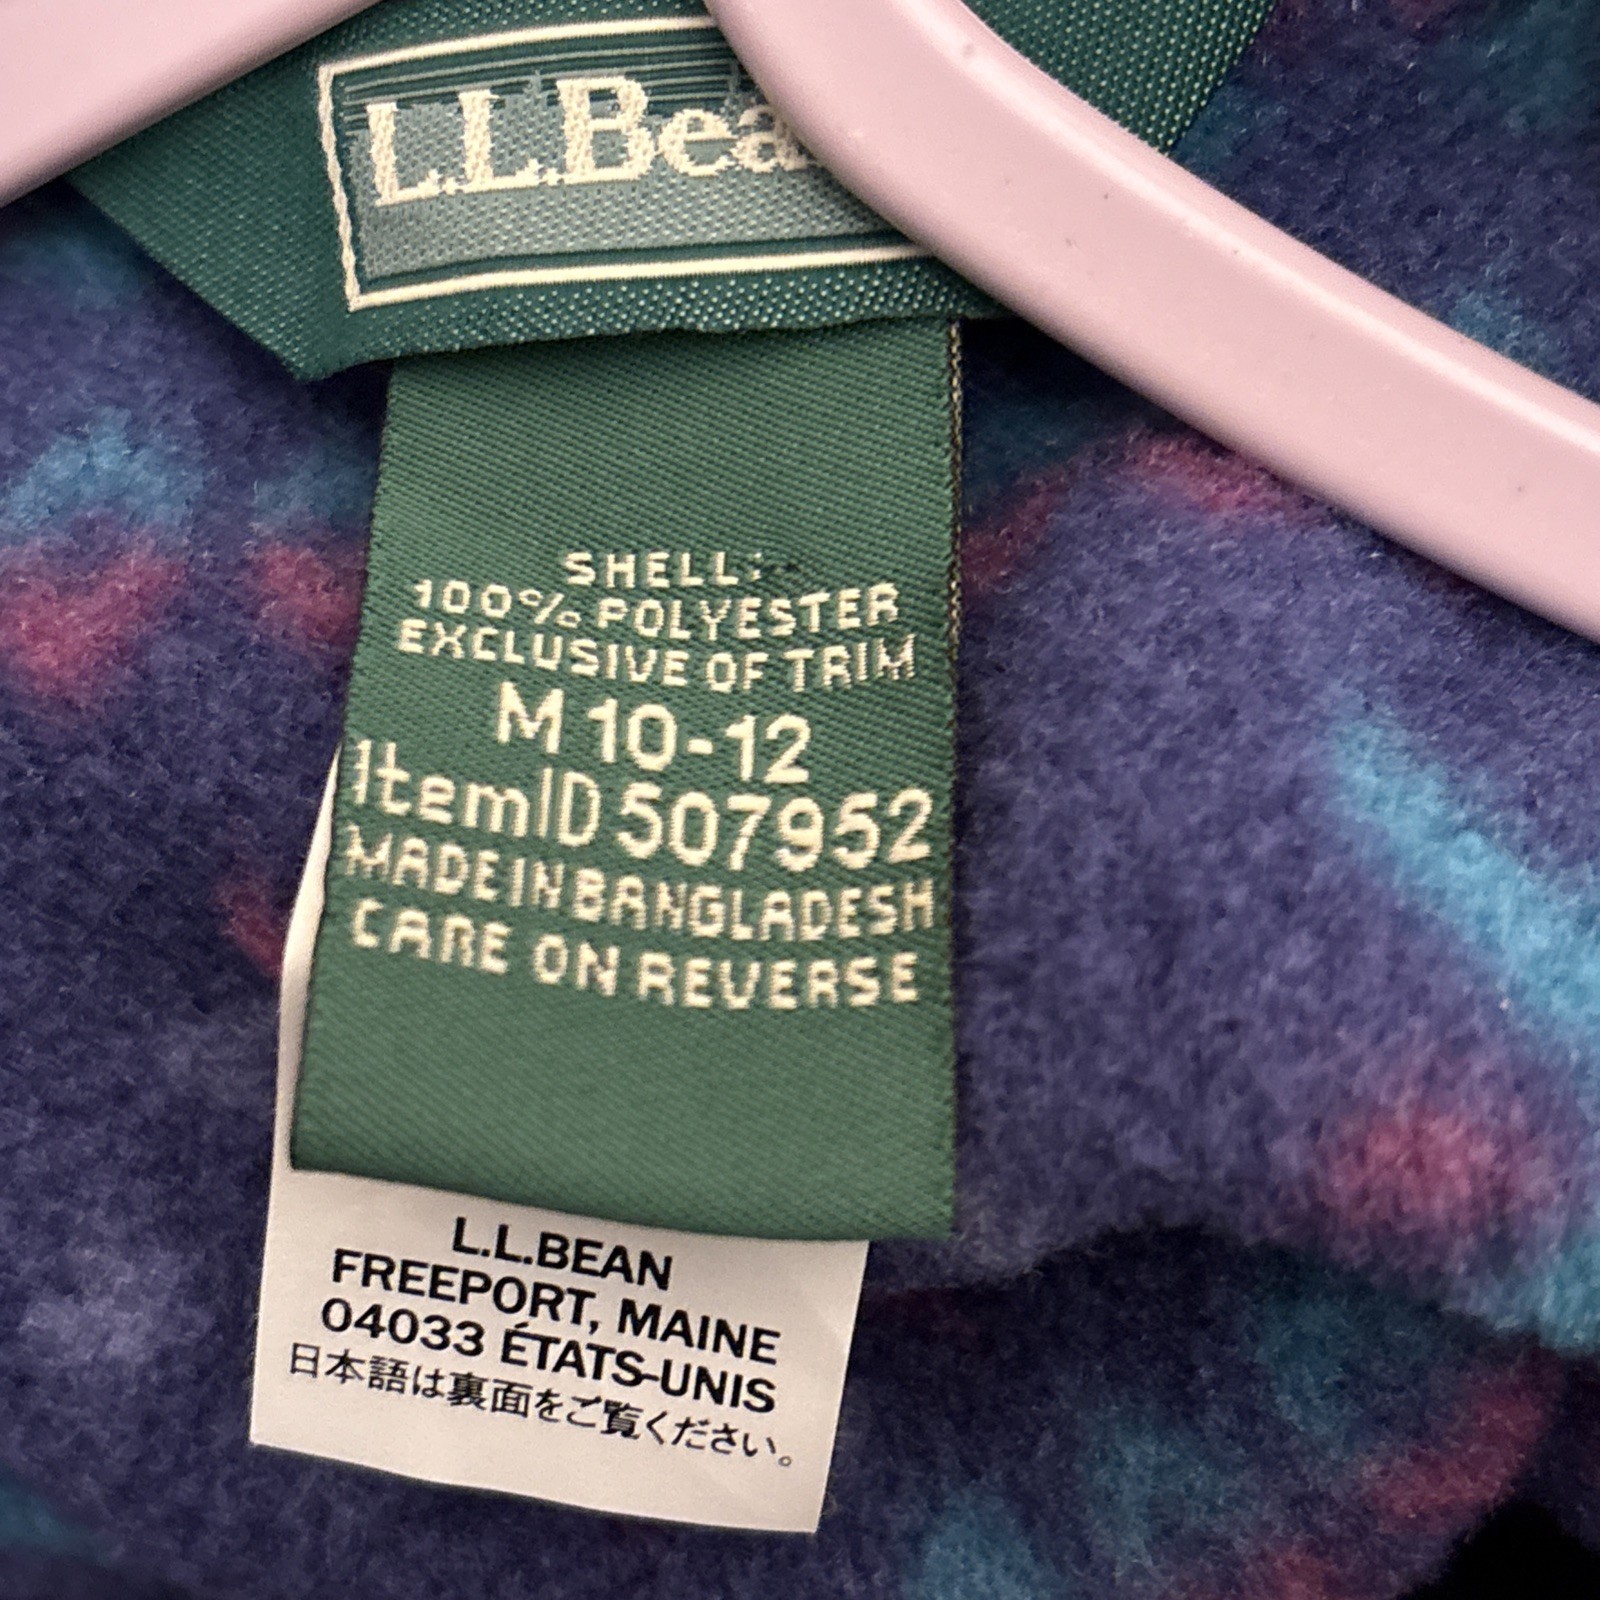 L.L.Bea
SHELL:
100% POLYESTER
EXCLUSIVE OF TRIM
M 10-12
ItemID 507952
MADE IN BANGLADESH
CARE ON REVERSE
L.L.BEAN
FREEPORT, MAINE
04033 ÉTATS-UNIS
日本語は裏面をご覧ください。